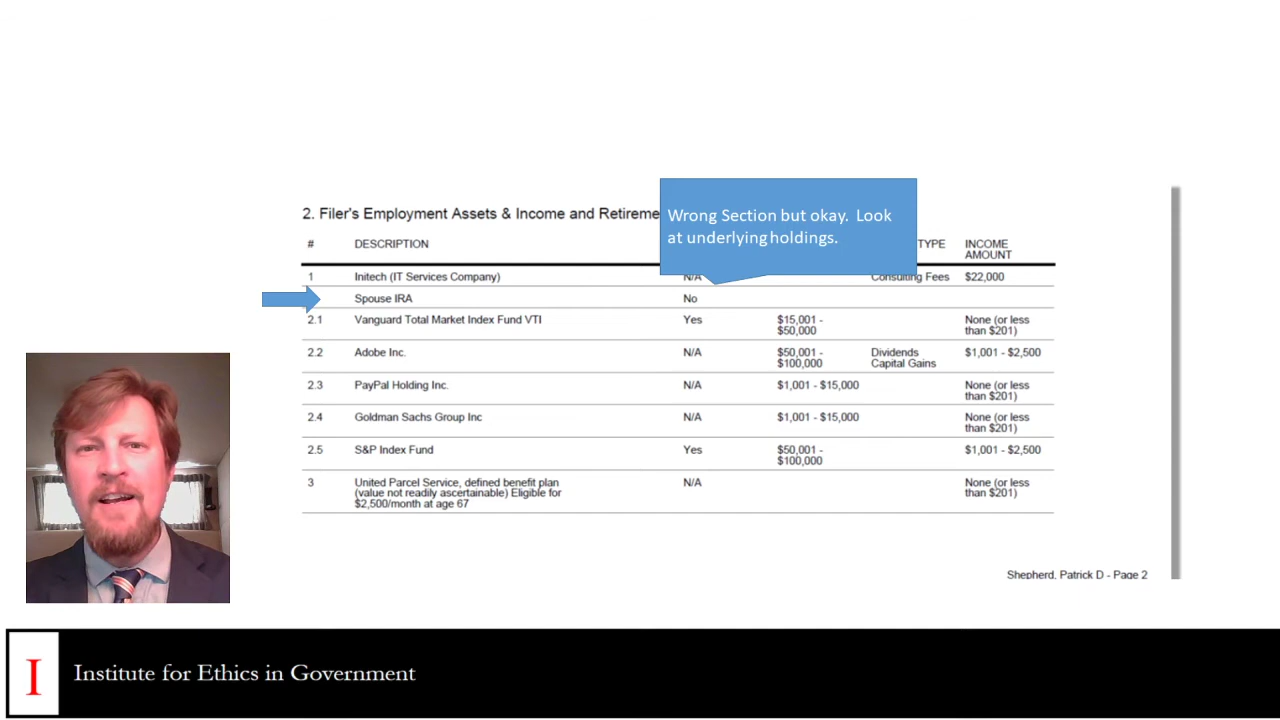 2. Filer's Employment Assets & Income and Retireme
Wrong Section but okay. Look
at underlying holdings.
# DESCRIPTION TYPE INCOME
AMOUNT
1 Initech (IT Services Company) N/A Consulting Fees $22,000
Spouse IRA No
2.1 Vanguard Total Market Index Fund VTI Yes $15,001 - None (or less
$50,000 than $201)
2.2 Adobe Inc. N/A $50,001 - Dividends $1,001 - $2,500
$100,000 Capital Gains
2.3 PayPal Holding Inc. N/A $1,001 - $15,000 None (or less
than $201)
2.4 Goldman Sachs Group Inc N/A $1,001 - $15,000 None (or less
than $201)
2.5 S&P Index Fund Yes $50,001 - $1,001 - $2,500
$100,000
3 United Parcel Service, defined benefit plan N/A None (or less
(value not readily ascertainable) Eligible for than $201)
$2,500/month at age 67
Shepherd, Patrick D - Page 2
I Institute for Ethics in Government